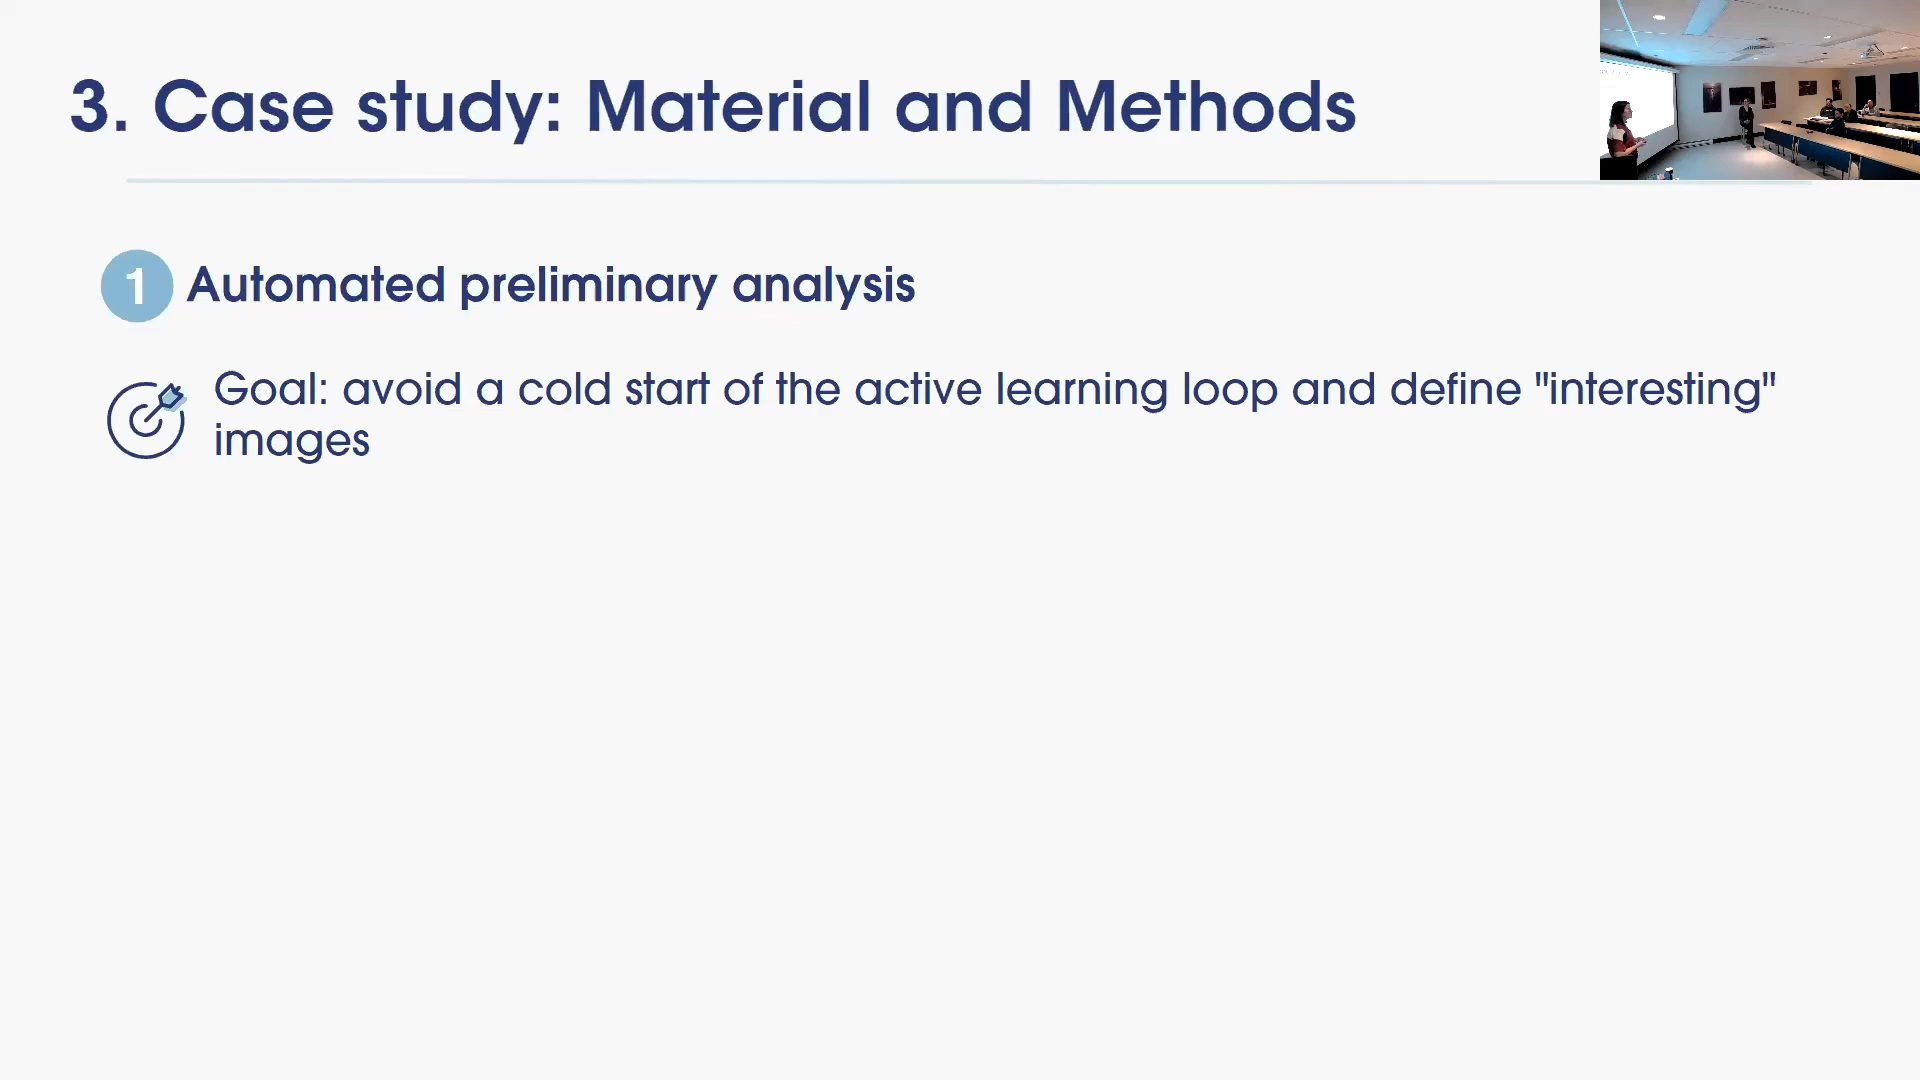 3. Case study: Material and Methods
1 Automated preliminary analysis
Goal: avoid a cold start of the active learning loop and define "interesting"
images